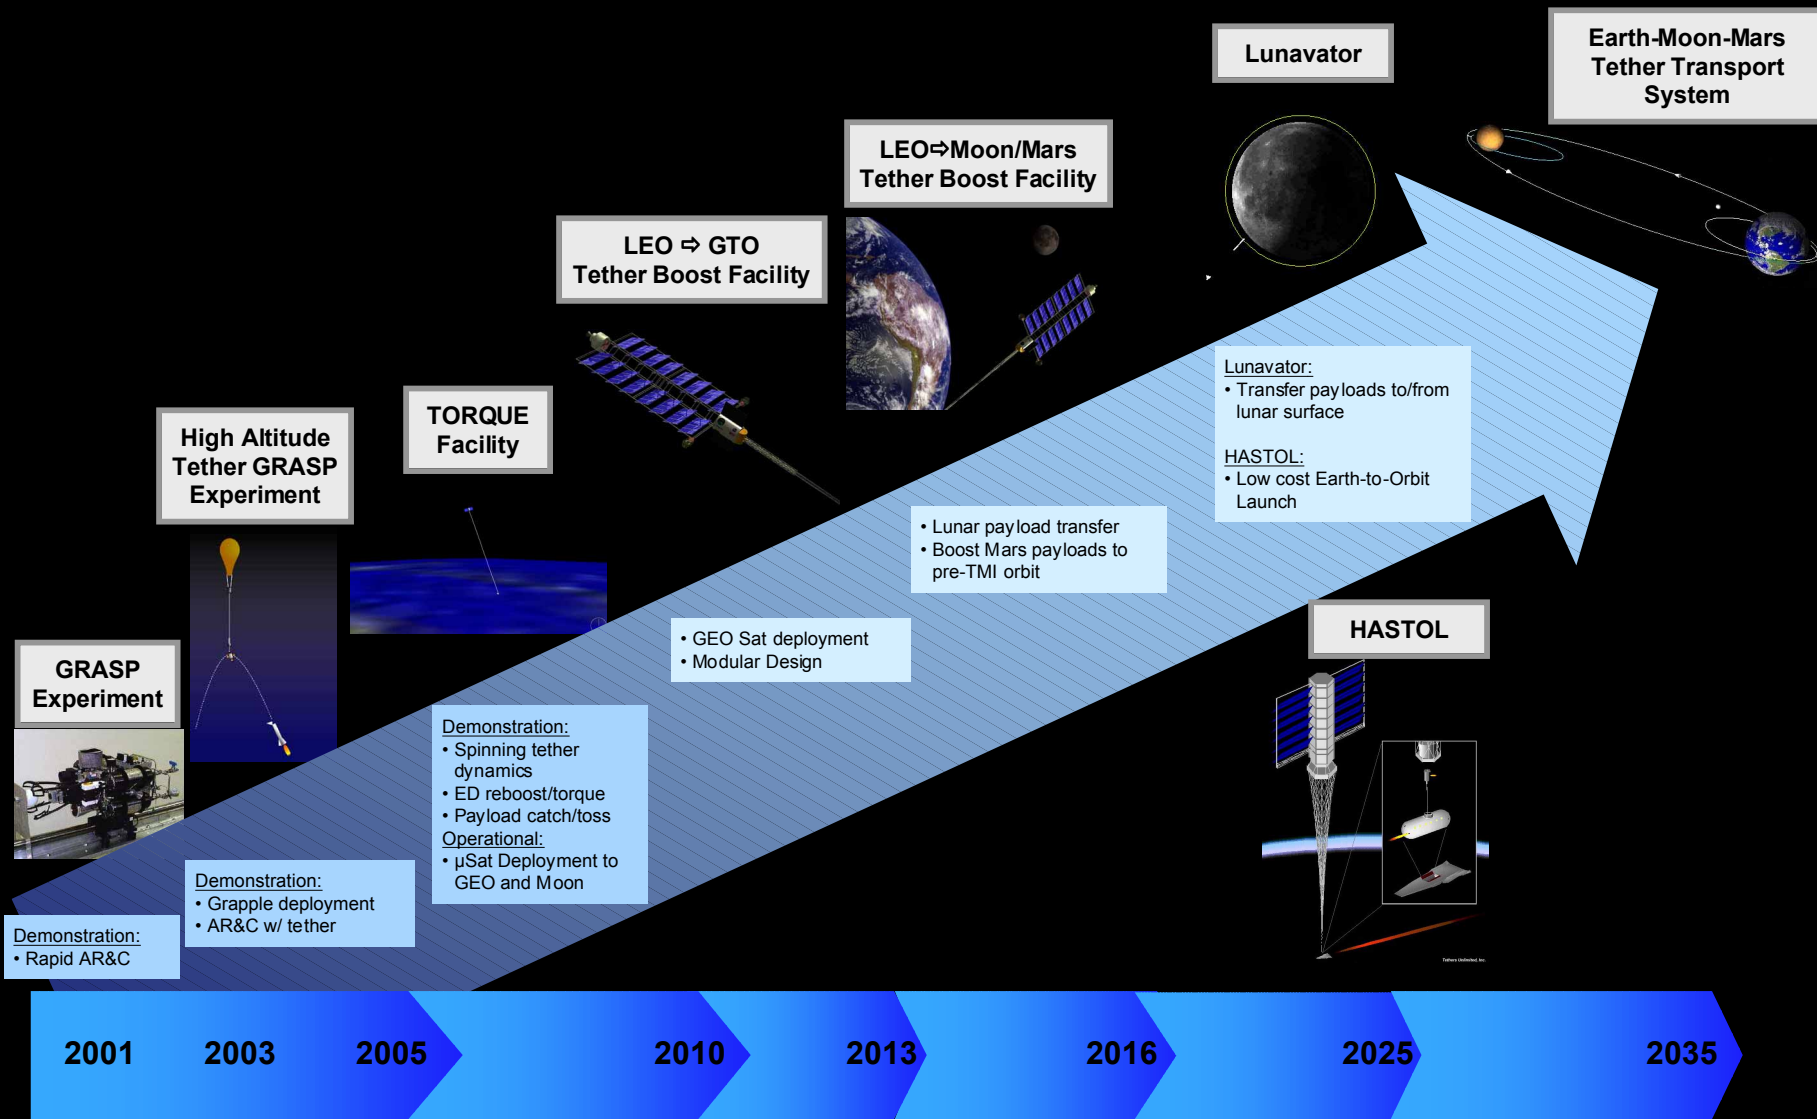 Lunavator
Earth-Moon-Mars
Tether Transport
System
LEO⇨Moon/Mars
Tether Boost Facility
LEO ⇨ GTO
Tether Boost Facility
TORQUE
Facility
High Altitude
Tether GRASP
Experiment
GRASP
Experiment
Lunavator:
• Transfer payloads to/from
lunar surface
HASTOL:
• Low cost Earth-to-Orbit
Launch
• Lunar payload transfer
• Boost Mars payloads to
pre-TMI orbit
HASTOL
• GEO Sat deployment
• Modular Design
Demonstration:
• Spinning tether
dynamics
• ED reboost/torque
• Payload catch/toss
Operational:
• µSat Deployment to
GEO and Moon
Demonstration:
• Grapple deployment
• AR&C w/ tether
Demonstration:
• Rapid AR&C
Tethers Unlimited, Inc.
2001
2003
2005
2010
2013
2016
2025
2035